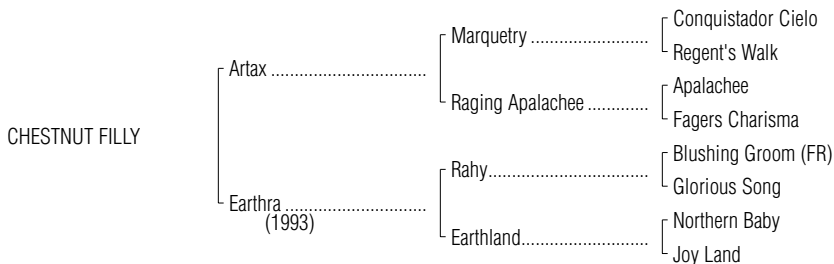 Conquistador Cielo
Marquetry ..............................
Regent's Walk
Artax .................................
Apalachee
Raging Apalachee .............
Fagers Charisma
CHESTNUT FILLY
Blushing Groom (FR)
Rahy..................................
Glorious Song
Earthra ..............................
(1993)
Northern Baby
Earthland...........................
Joy Land